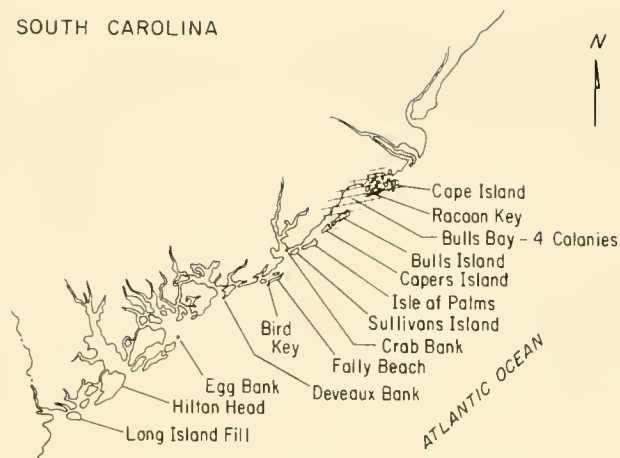 SOUTH CAROLINA
N
Cape Island
Racoon Key
Bulls Bay - 4 Colonies
Bulls Island
Capers Island
Isle of Palms
Sullivans Island
Crab Bank
Folly Beach
Bird
Key
Deveaux Bank
Egg Bank
Hilton Head
Long Island Fill
ATLANTIC OCEAN